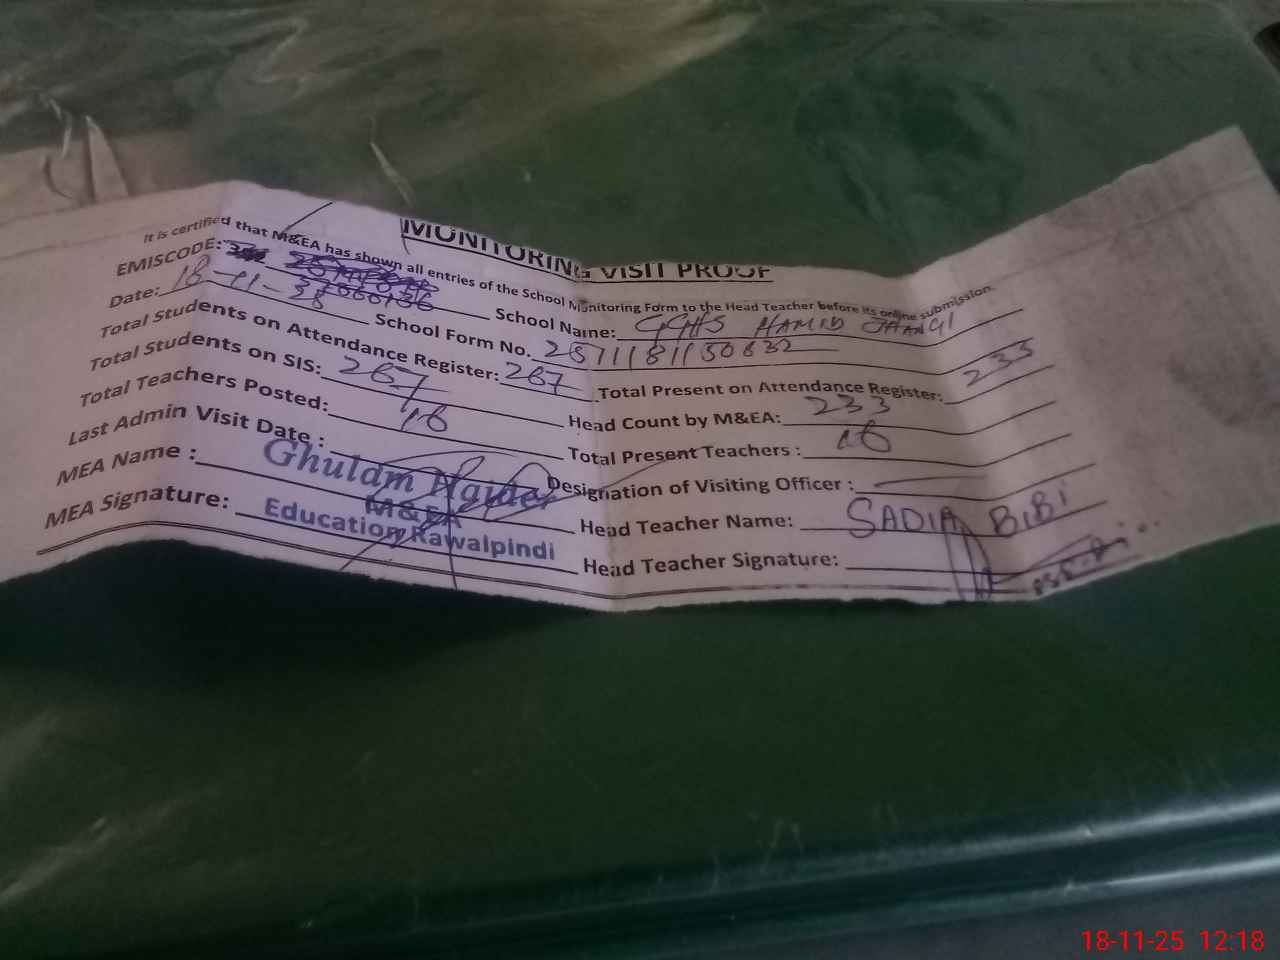 MONITORING VISIT PROOF
It is certified that M&EA has shown all entries of the School Monitoring Form to the Head Teacher before its online submission.
EMISCODE: 37060136 School Name: GGHS HAMID JHANGI
Date: 18-11-25 School Form No.
Total Students on Attendance Register: 267 Total Present on Attendance Register: 233
Total Students on SIS: 267 Head Count by M&EA: 233
Total Teachers Posted: 16 Total Present Teachers : 16
Last Admin Visit Date : Designation of Visiting Officer :
MEA Name : Ghulam Haider Head Teacher Name: SADIA BiBi
M&EA
MEA Signature: Education Rawalpindi Head Teacher Signature:
18-11-25 12:18